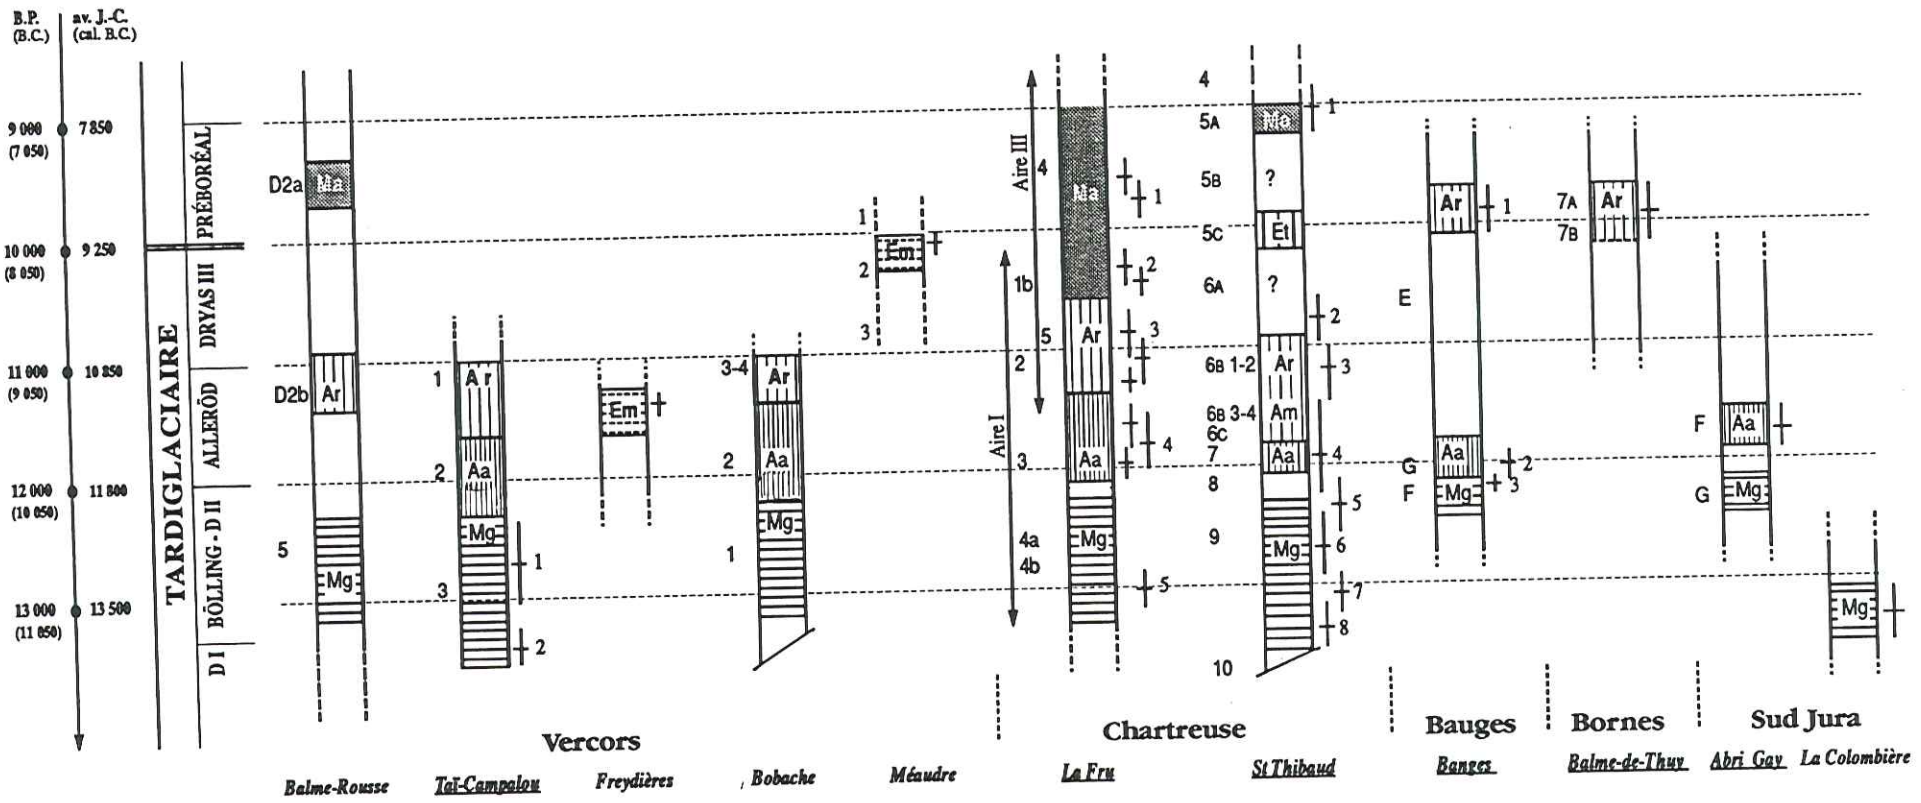 B.P. av. J.-C.
(B.C.) (cal. B.C.)
9 000 7 850
(7 050)
10 000 9 250
(8 050)
11 000 10 850
(9 050)
12 000 11 800
(10 050)
13 000 13 500
(11 050)
TARDIGLACIAIRE
PRÉBORÉAL
DRYAS III
ALLERÖD
BÖLLING - D II
D I
D2a Ma
D2b Ar
5 Mg
1 Ar
2 Aa
Mg
3
1
2
Em
3-4 Ar
2 Aa
Mg
1
1
Em
2
3
Aire III
Aire I
4
Ma
1
1b
2
5
Ar
3
2
4
3
Aa
4a Mg
4b
5
4
5A Ma 1
5B ?
5C Et
6A ?
2
6B 1-2 Ar 3
6B 3-4 Am
6C
7 Aa 4
8
5
9 Mg 6
7
8
10
Ar 1
E
G Aa 2
F Mg 3
7A Ar
7B
F Aa
G Mg
Mg
Vercors Chartreuse Bauges Bornes Sud Jura
Balme-Rousse Taï-Campalou Freydières Bobache Méaudre La Fru St Thibaud Banges Balme-de-Thuy Abri Gay La Colombière